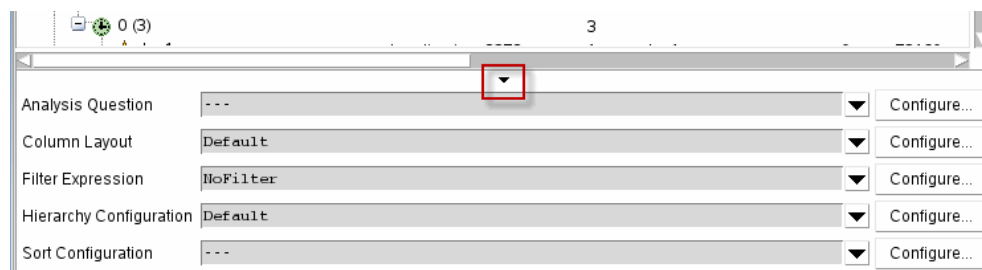 0 (3) 3
Analysis Question --- Configure...
Column Layout Default Configure...
Filter Expression NoFilter Configure...
Hierarchy Configuration Default Configure...
Sort Configuration --- Configure...